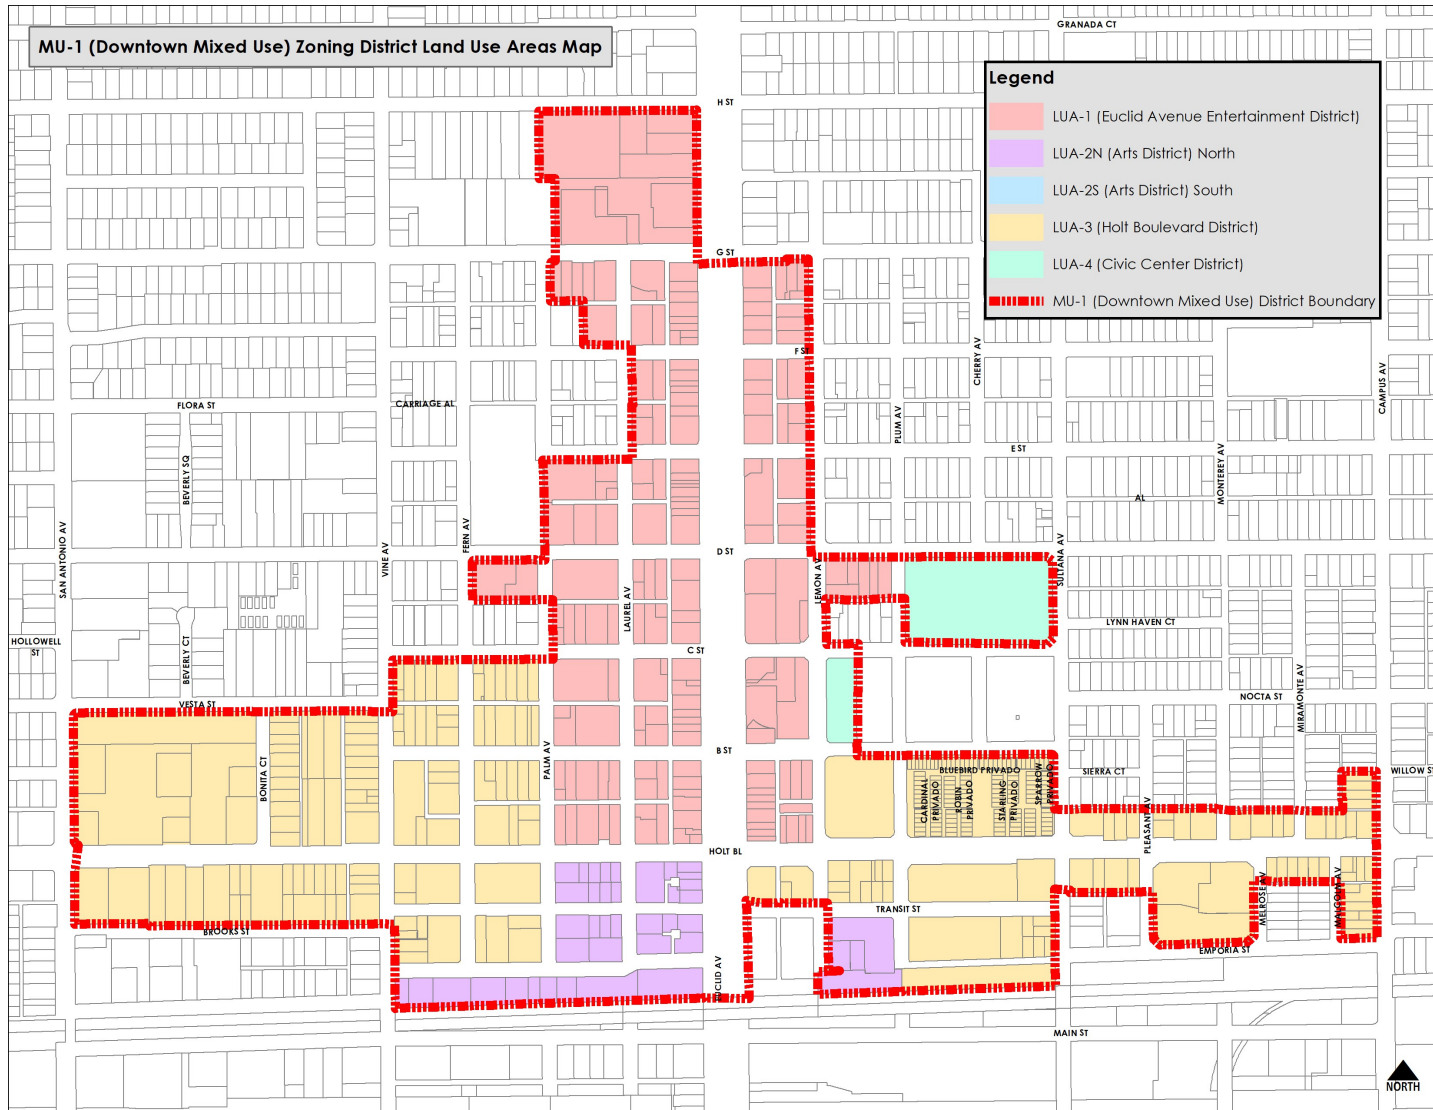 GRANADA CT
MU-1 (Downtown Mixed Use) Zoning District Land Use Areas Map
Legend
LUA-1 (Euclid Avenue Entertainment District)
LUA-2N (Arts District) North
LUA-2S (Arts District) South
LUA-3 (Holt Boulevard District)
LUA-4 (Civic Center District)
MU-1 (Downtown Mixed Use) District Boundary
H ST
G ST
F ST
CHERRY AV
CAMPUS AV
FLORA ST
CARRIAGE AL
PLUM AV
E ST
MONTEREY AV
BEVERLY SQ
AL
SAN ANTONIO AV
VINE AV
FERN AV
D ST
LEMON AV
SULTANA AV
LAUREL AV
LYNN HAVEN CT
HOLLOWELL
ST
BEVERLY CT
C ST
NOCTA ST
MIRAMONTE AV
VESTA ST
B ST
PALM AV
BONITA CT
BLUEBIRD PRIVADO
SIERRA CT
WILLOW ST
CARDINAL
PRIVADO
ROBIN
PRIVADO
STARLING
PRIVADO
SPARROW
PRIVADO
PLEASANT AV
HOLT BL
MELROSE AV
MALCOLM AV
TRANSIT ST
BROOKS ST
EMPORIA ST
EUCLID AV
MAIN ST
NORTH